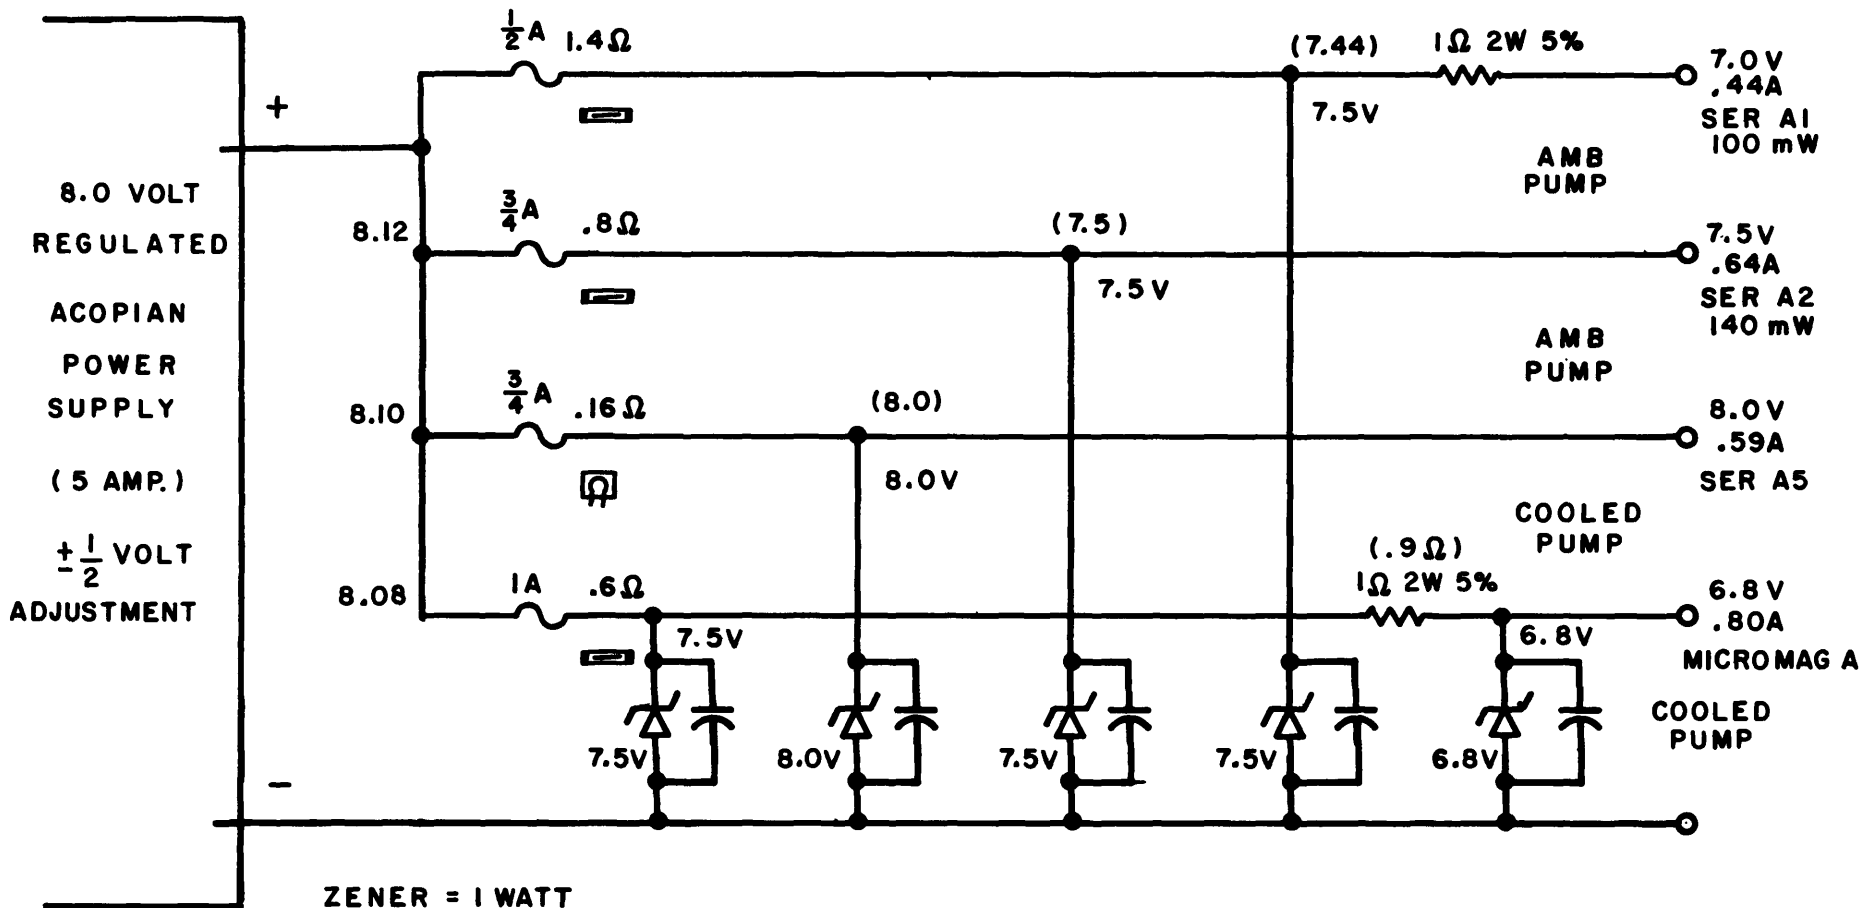 8.0 VOLT
REGULATED
ACOPIAN
POWER
SUPPLY
(5 AMP.)
± 1/2 VOLT
ADJUSTMENT
+
-
1/2 A 1.4Ω
(7.44)
1Ω 2W 5%
7.5V
7.0V
.44A
SER A1
100 mW
AMB
PUMP
8.12
3/4 A .8Ω
(7.5)
7.5V
7.5V
.64A
SER A2
140 mW
AMB
PUMP
8.10
3/4 A .16Ω
(8.0)
8.0V
8.0V
.59A
SER A5
COOLED
PUMP
8.08
1A .6Ω
7.5V
(.9Ω)
1Ω 2W 5%
6.8V
6.8V
.80A
MICROMAG A
COOLED
PUMP
7.5V
8.0V
7.5V
7.5V
6.8V
ZENER = 1 WATT